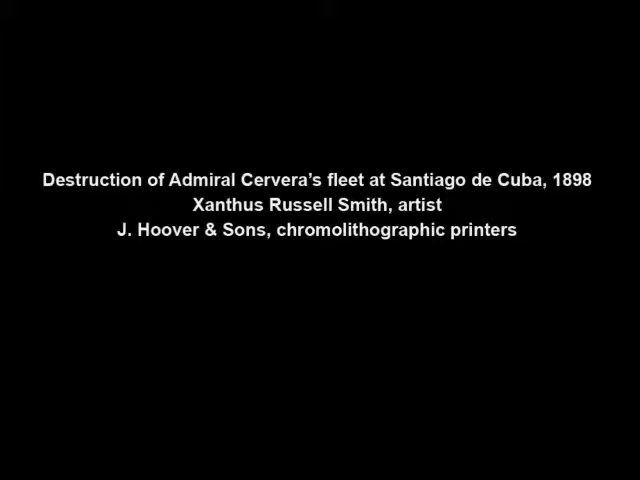 Destruction of Admiral Cervera’s fleet at Santiago de Cuba, 1898
Xanthus Russell Smith, artist
J. Hoover & Sons, chromolithographic printers